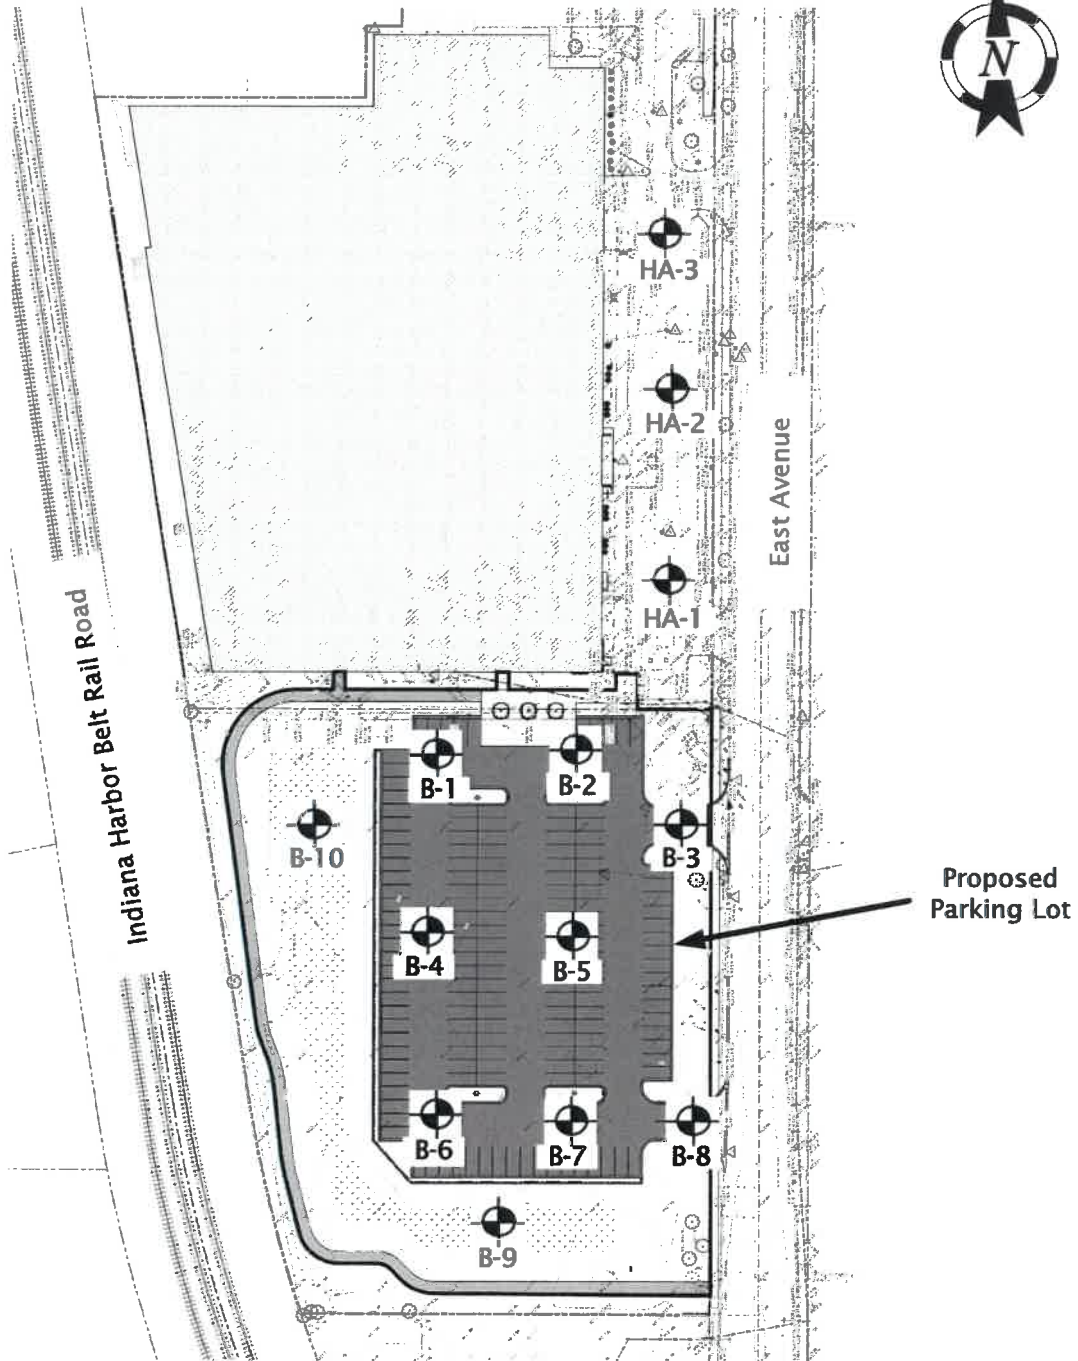 N
HA-3
HA-2
East Avenue
HA-1
Indiana Harbor Belt Rail Road
B-1
B-2
B-10
B-3
Proposed
Parking Lot
B-4
B-5
B-6
B-7
B-8
B-9